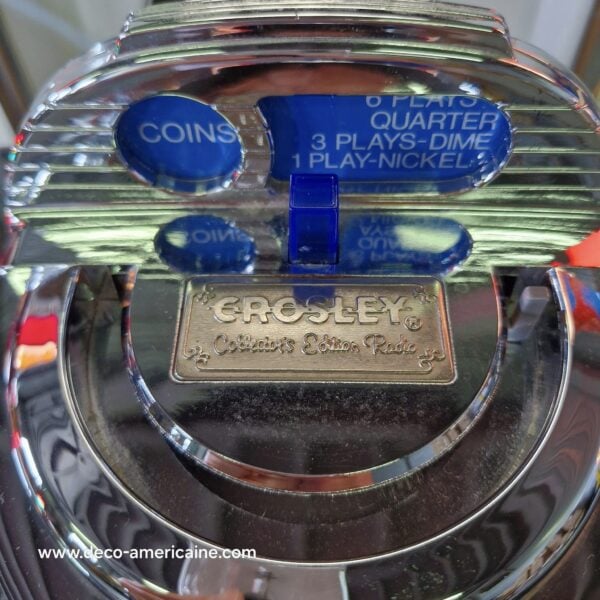 COINS
6 PLAYS
QUARTER
3 PLAYS-DIME
1 PLAY-NICKEL
CROSLEY®
Collector's Edition Radio
www.deco-americaine.com